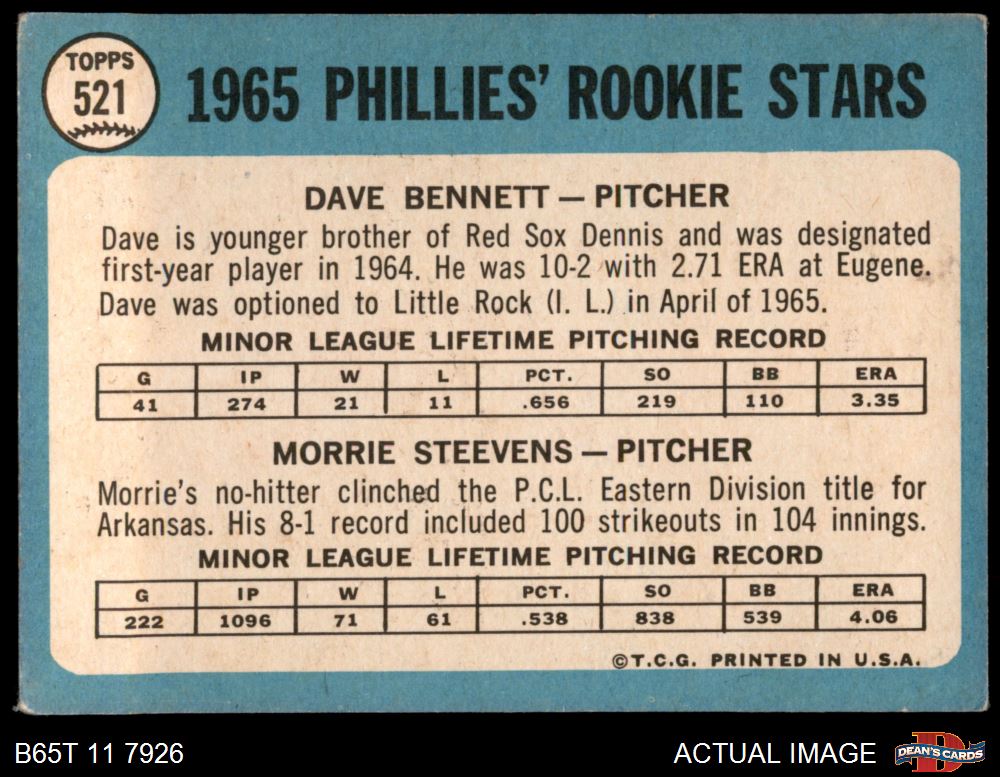 TOPPS
521
1965 PHILLIES' ROOKIE STARS
DAVE BENNETT — PITCHER
Dave is younger brother of Red Sox Dennis and was designated
first-year player in 1964. He was 10-2 with 2.71 ERA at Eugene.
Dave was optioned to Little Rock (I. L.) in April of 1965.
MINOR LEAGUE LIFETIME PITCHING RECORD
G IP W L PCT. SO BB ERA
41 274 21 11 .656 219 110 3.35
MORRIE STEEVENS — PITCHER
Morrie's no-hitter clinched the P.C.L. Eastern Division title for
Arkansas. His 8-1 record included 100 strikeouts in 104 innings.
MINOR LEAGUE LIFETIME PITCHING RECORD
G IP W L PCT. SO BB ERA
222 1096 71 61 .538 838 539 4.06
©T.C.G. PRINTED IN U.S.A.
B65T 11 7926
ACTUAL IMAGE
DEAN'S CARDS